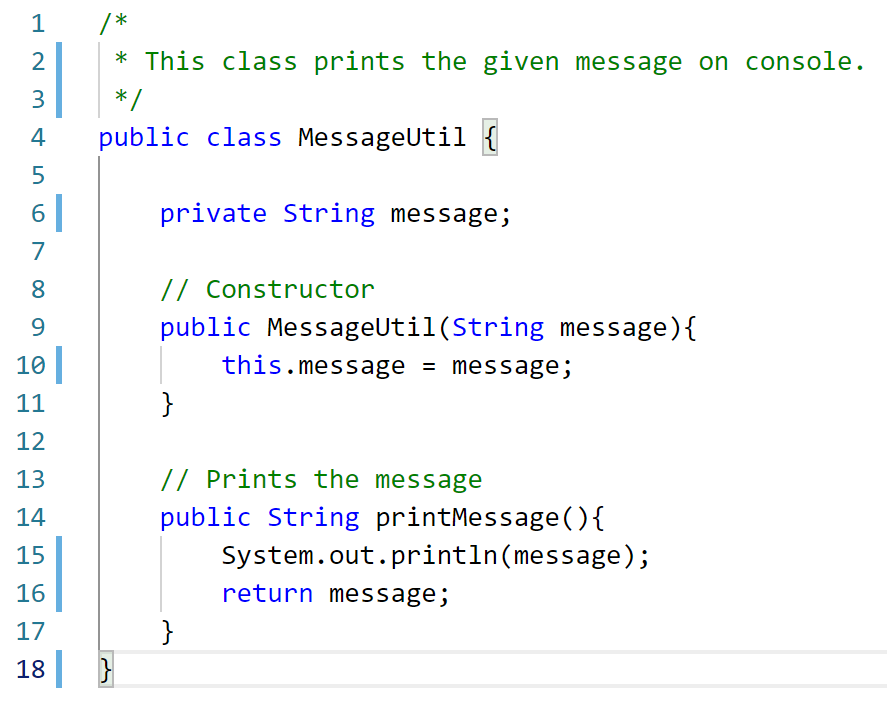 1 /*
2  * This class prints the given message on console.
3  */
4 public class MessageUtil {
5
6     private String message;
7
8     // Constructor
9     public MessageUtil(String message){
10         this.message = message;
11     }
12
13     // Prints the message
14     public String printMessage(){
15         System.out.println(message);
16         return message;
17     }
18 }